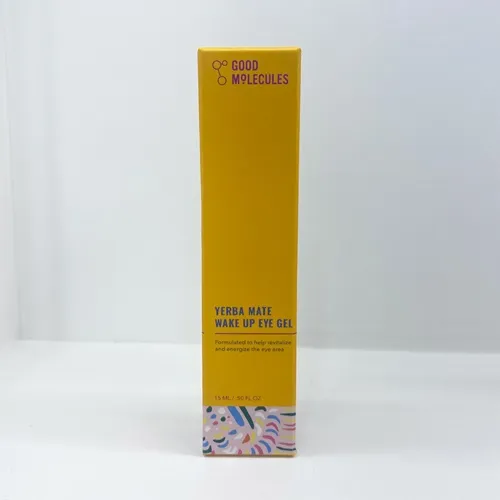 GOOD
MOLECULES
YERBA MATE
WAKE UP EYE GEL
Formulated to help revitalize
and energize the eye area
15 ML / .50 FL OZ